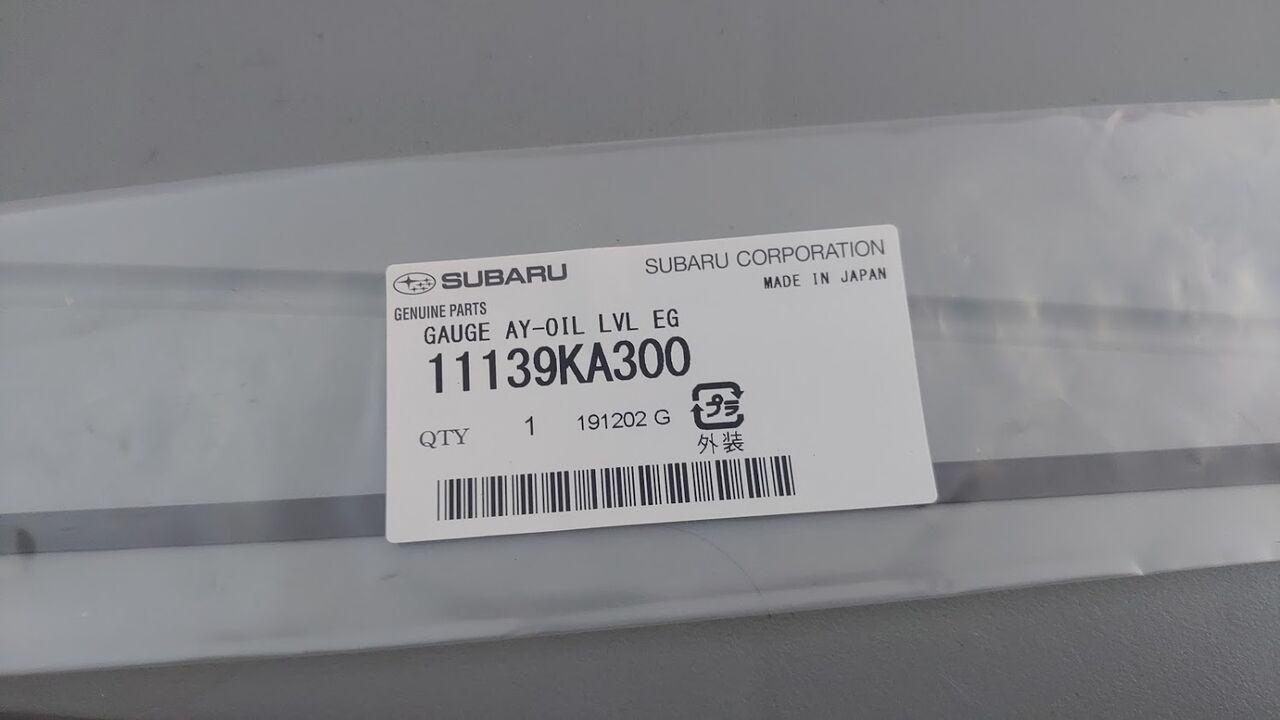 SUBARU
SUBARU CORPORATION
GENUINE PARTS
MADE IN JAPAN
GAUGE AY-OIL LVL EG
11139KA300
QTY 1 191202 G プラ
外装